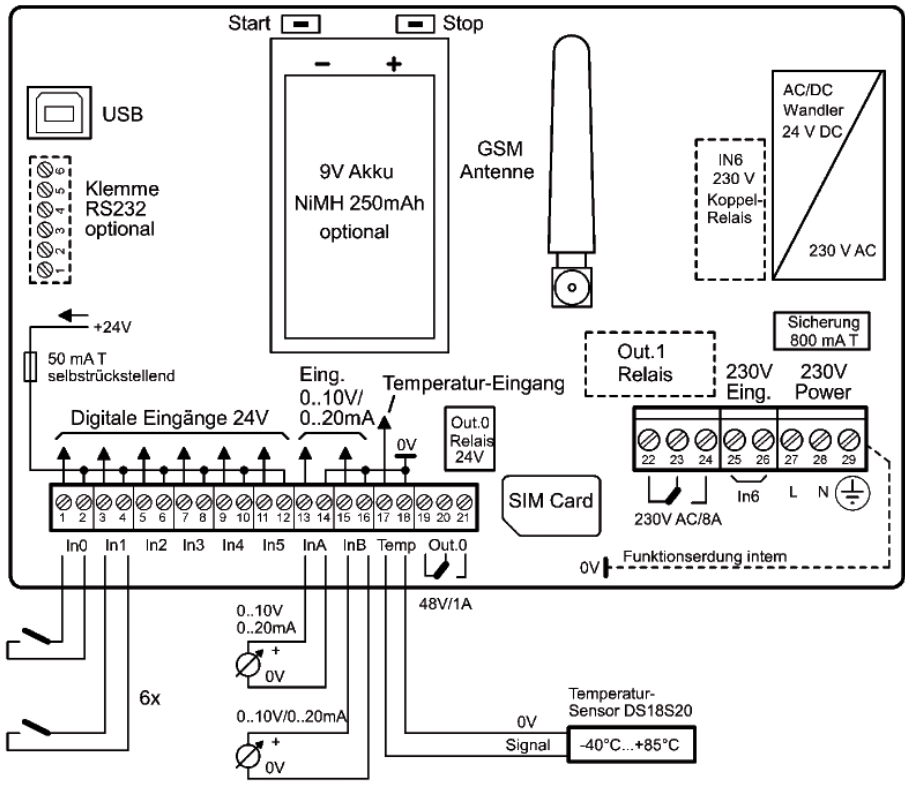 Start
Stop
− +
9V Akku
NiMH 250mAh
optional
USB
6
5
4
3
2
1
Klemme
RS232
optional
GSM
Antenne
IN6
230 V
Koppel-
Relais
AC/DC
Wandler
24 V DC
230 V AC
+24V
50 mA T
selbstrückstellend
Sicherung
800 mA T
Out.1
Relais
230V
Eing.
230V
Power
Eing.
0..10V/
0..20mA
Temperatur-Eingang
Digitale Eingänge 24V
0V
Out.0
Relais
24V
SIM Card
1 2 3 4 5 6 7 8 9 10 11 12 13 14 15 16 17 18 19 20 21
In0 In1 In2 In3 In4 In5 InA InB Temp Out.0
48V/1A
22 23 24 25 26 27 28 29
In6 L N
230V AC/8A
0V Funktionserdung intern
0..10V
0..20mA
+
0V
6x
0..10V/0..20mA
+
0V
Temperatur-
Sensor DS18S20
0V
Signal
-40°C...+85°C